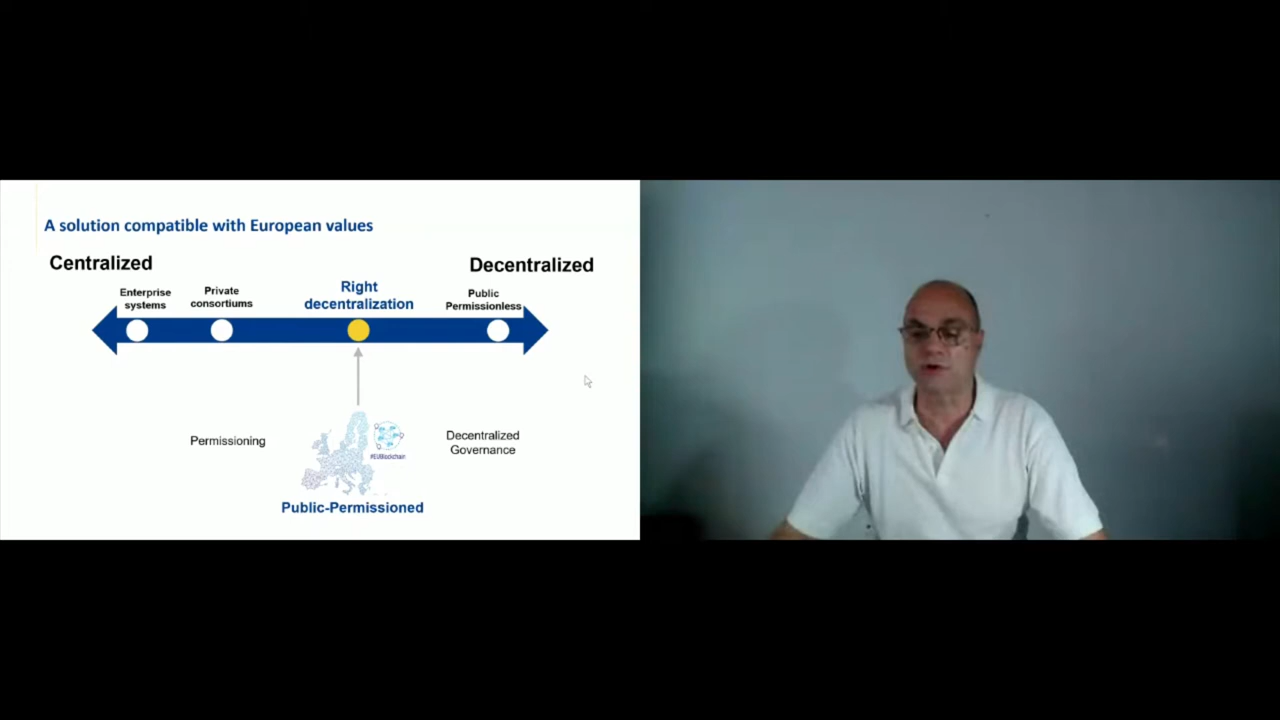 A solution compatible with European values
Centralized
Decentralized
Enterprise
systems
Private
consortiums
Right
decentralization
Public
Permissionless
Permissioning
#EUBlockchain
Decentralized
Governance
Public-Permissioned